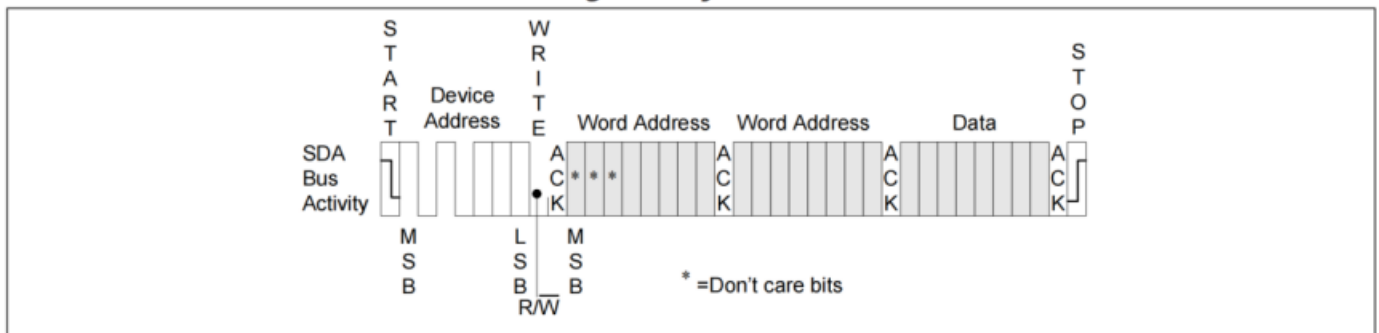 START
WRITE
STOP
Device
Address
Word Address
Word Address
Data
SDA
Bus
Activity
ACK
* * *
ACK
ACK
ACK
MSB
LSB
MSB
R/W̅
* =Don't care bits